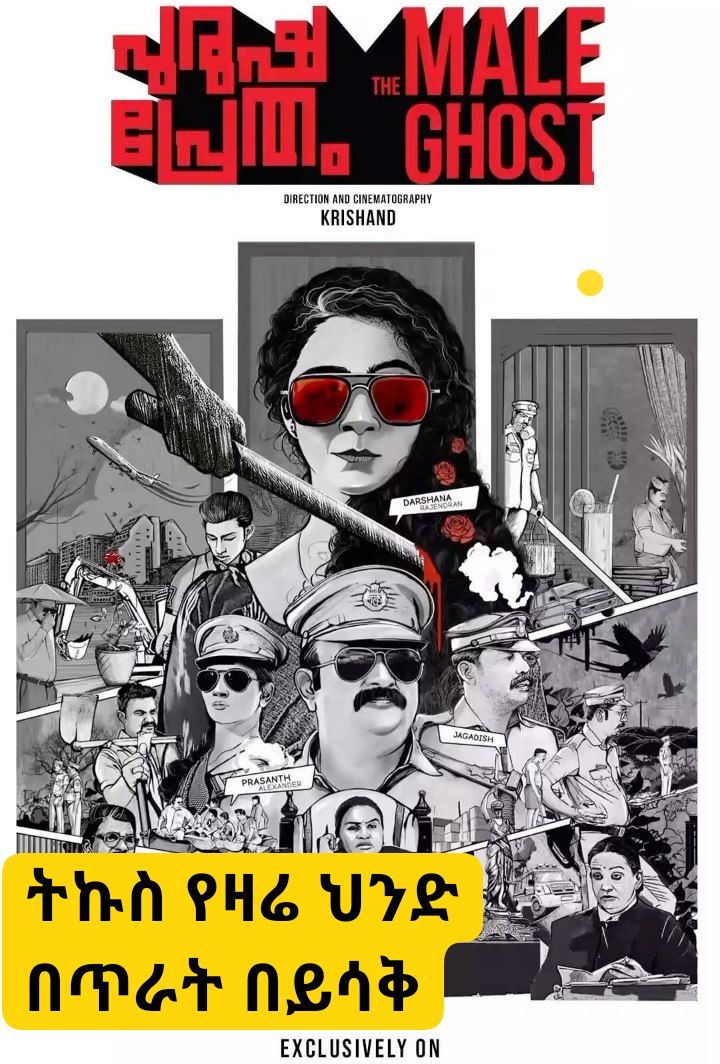 പുരുഷ
പ്രേതം
THE MALE
GHOST
DIRECTION AND CINEMATOGRAPHY
KRISHAND
DARSHANA
RAJENDRAN
JAGADISH
PRASANTH
ALEXANDER
ትኩስ የዛሬ ህንድ
በጥራት በይሳቅ
EXCLUSIVELY ON